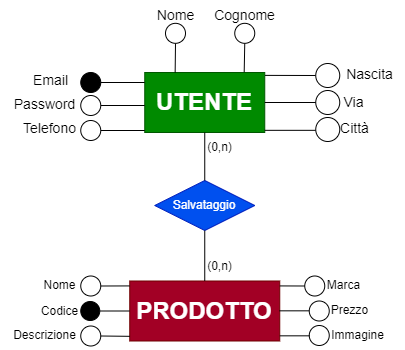 Nome Cognome
Email Nascita
Password UTENTE Via
Telefono Città
(0,n)
Salvataggio
(0,n)
Nome Marca
Codice PRODOTTO Prezzo
Descrizione Immagine